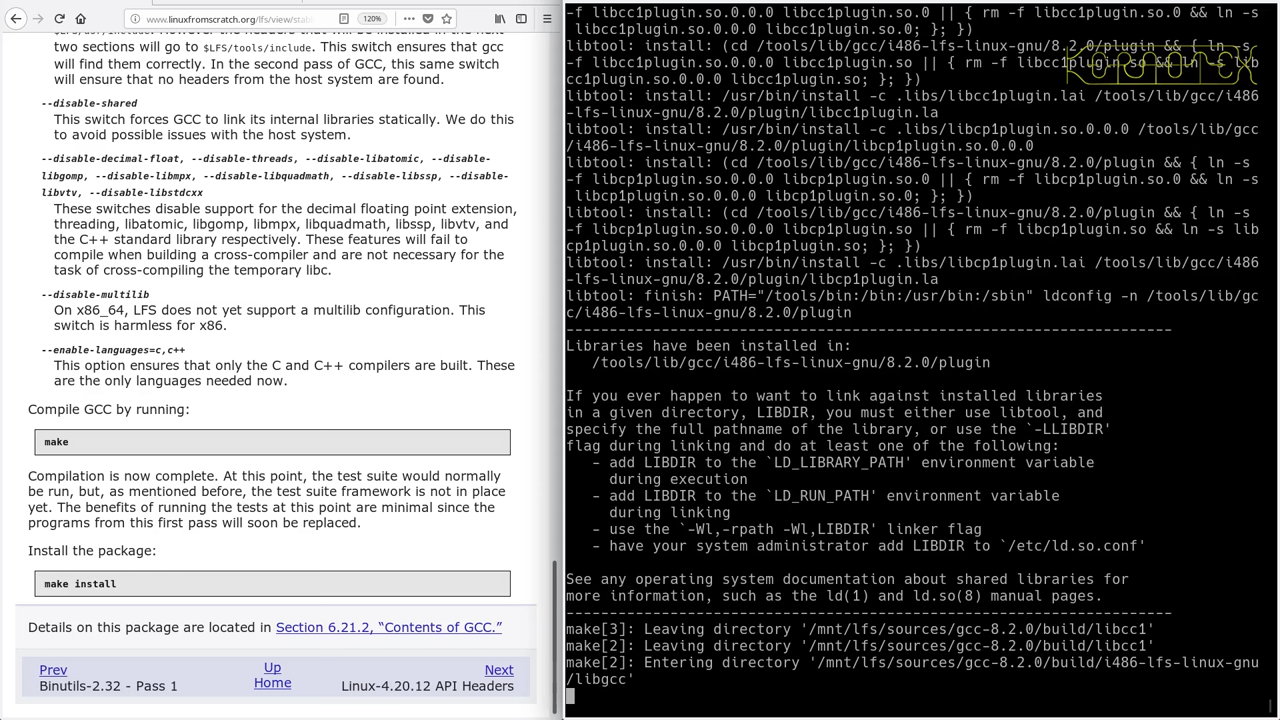 www.linuxfromscratch.org/lfs/view/stab
120%
two sections will go to $LFS/tools/include. This switch ensures that gcc
will find them correctly. In the second pass of GCC, this same switch
will ensure that no headers from the host system are found.
--disable-shared
This switch forces GCC to link its internal libraries statically. We do this
to avoid possible issues with the host system.
--disable-decimal-float, --disable-threads, --disable-libatomic, --disable-
libgomp, --disable-libmpx, --disable-libquadmath, --disable-libssp, --disable-
libvtv, --disable-libstdcxx
These switches disable support for the decimal floating point extension,
threading, libatomic, libgomp, libmpx, libquadmath, libssp, libvtv, and
the C++ standard library respectively. These features will fail to
compile when building a cross-compiler and are not necessary for the
task of cross-compiling the temporary libc.
--disable-multilib
On x86_64, LFS does not yet support a multilib configuration. This
switch is harmless for x86.
--enable-languages=c,c++
This option ensures that only the C and C++ compilers are built. These
are the only languages needed now.
Compile GCC by running:
make
Compilation is now complete. At this point, the test suite would normally
be run, but, as mentioned before, the test suite framework is not in place
yet. The benefits of running the tests at this point are minimal since the
programs from this first pass will soon be replaced.
Install the package:
make install
Details on this package are located in Section 6.21.2, “Contents of GCC.”
Prev Up Next
Binutils-2.32 - Pass 1 Home Linux-4.20.12 API Headers
-f libcc1plugin.so.0.0.0 libcc1plugin.so.0 || { rm -f libcc1plugin.so.0 && ln -s
 libcc1plugin.so.0.0.0 libcc1plugin.so.0; }; })
libtool: install: (cd /tools/lib/gcc/i486-lfs-linux-gnu/8.2.0/plugin && { ln -s
-f libcc1plugin.so.0.0.0 libcc1plugin.so || { rm -f libcc1plugin.so && ln -s lib
cc1plugin.so.0.0.0 libcc1plugin.so; }; })
libtool: install: /usr/bin/install -c .libs/libcc1plugin.lai /tools/lib/gcc/i486
-lfs-linux-gnu/8.2.0/plugin/libcc1plugin.la
libtool: install: /usr/bin/install -c .libs/libcp1plugin.so.0.0.0 /tools/lib/gcc
/i486-lfs-linux-gnu/8.2.0/plugin/libcp1plugin.so.0.0.0
libtool: install: (cd /tools/lib/gcc/i486-lfs-linux-gnu/8.2.0/plugin && { ln -s
-f libcp1plugin.so.0.0.0 libcp1plugin.so.0 || { rm -f libcp1plugin.so.0 && ln -s
 libcp1plugin.so.0.0.0 libcp1plugin.so.0; }; })
libtool: install: (cd /tools/lib/gcc/i486-lfs-linux-gnu/8.2.0/plugin && { ln -s
-f libcp1plugin.so.0.0.0 libcp1plugin.so || { rm -f libcp1plugin.so && ln -s lib
cp1plugin.so.0.0.0 libcp1plugin.so; }; })
libtool: install: /usr/bin/install -c .libs/libcp1plugin.lai /tools/lib/gcc/i486
-lfs-linux-gnu/8.2.0/plugin/libcp1plugin.la
libtool: finish: PATH="/tools/bin:/bin:/usr/bin:/sbin" ldconfig -n /tools/lib/gc
c/i486-lfs-linux-gnu/8.2.0/plugin
----------------------------------------------------------------------
Libraries have been installed in:
   /tools/lib/gcc/i486-lfs-linux-gnu/8.2.0/plugin
If you ever happen to want to link against installed libraries
in a given directory, LIBDIR, you must either use libtool, and
specify the full pathname of the library, or use the `-LLIBDIR'
flag during linking and do at least one of the following:
   - add LIBDIR to the `LD_LIBRARY_PATH' environment variable
     during execution
   - add LIBDIR to the `LD_RUN_PATH' environment variable
     during linking
   - use the `-Wl,-rpath -Wl,LIBDIR' linker flag
   - have your system administrator add LIBDIR to `/etc/ld.so.conf'
See any operating system documentation about shared libraries for
more information, such as the ld(1) and ld.so(8) manual pages.
----------------------------------------------------------------------
make[3]: Leaving directory '/mnt/lfs/sources/gcc-8.2.0/build/libcc1'
make[2]: Leaving directory '/mnt/lfs/sources/gcc-8.2.0/build/libcc1'
make[2]: Entering directory '/mnt/lfs/sources/gcc-8.2.0/build/i486-lfs-linux-gnu
/libgcc'